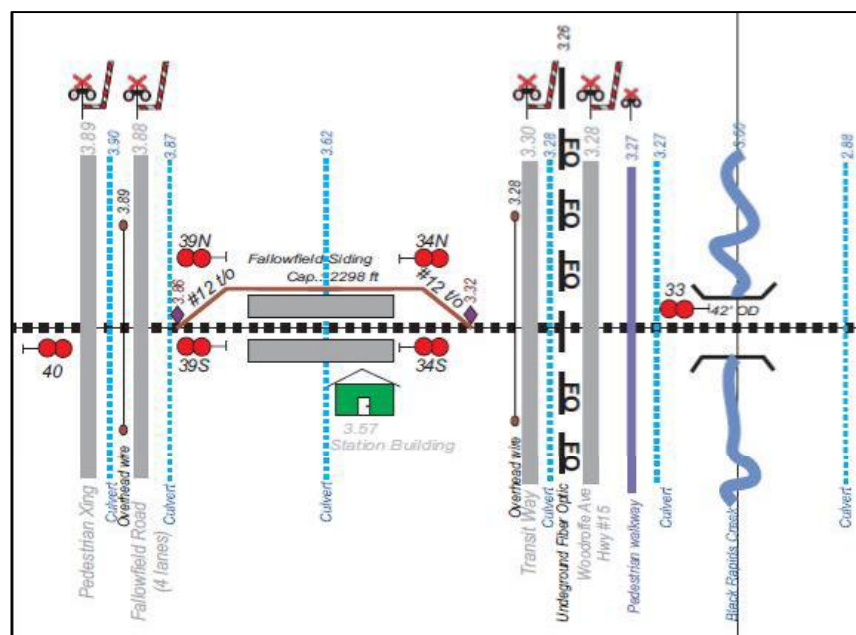 3.26
3.89
3.90
3.88
3.87
3.62
3.30
3.28
3.28
3.27
3.27
2.88
3.89
3.28
FO
FO
FO
FO
FO
39N
34N
Fallowfield Siding
Cap.: 2298 ft
#12 t/o
#12 t/o
3.86
3.32
33
42' OD
40
39S
34S
3.57
Station Building
Pedestrian Xing
Culvert
Overhead wire
Fallowfield Road
(4 lanes)
Culvert
Culvert
Transit Way
Overhead wire
Culvert
Undeground Fiber Optic
Woodroffe Ave
Hwy #15
Pedestrian walkway
Culvert
Black Rapids Creek
Culvert